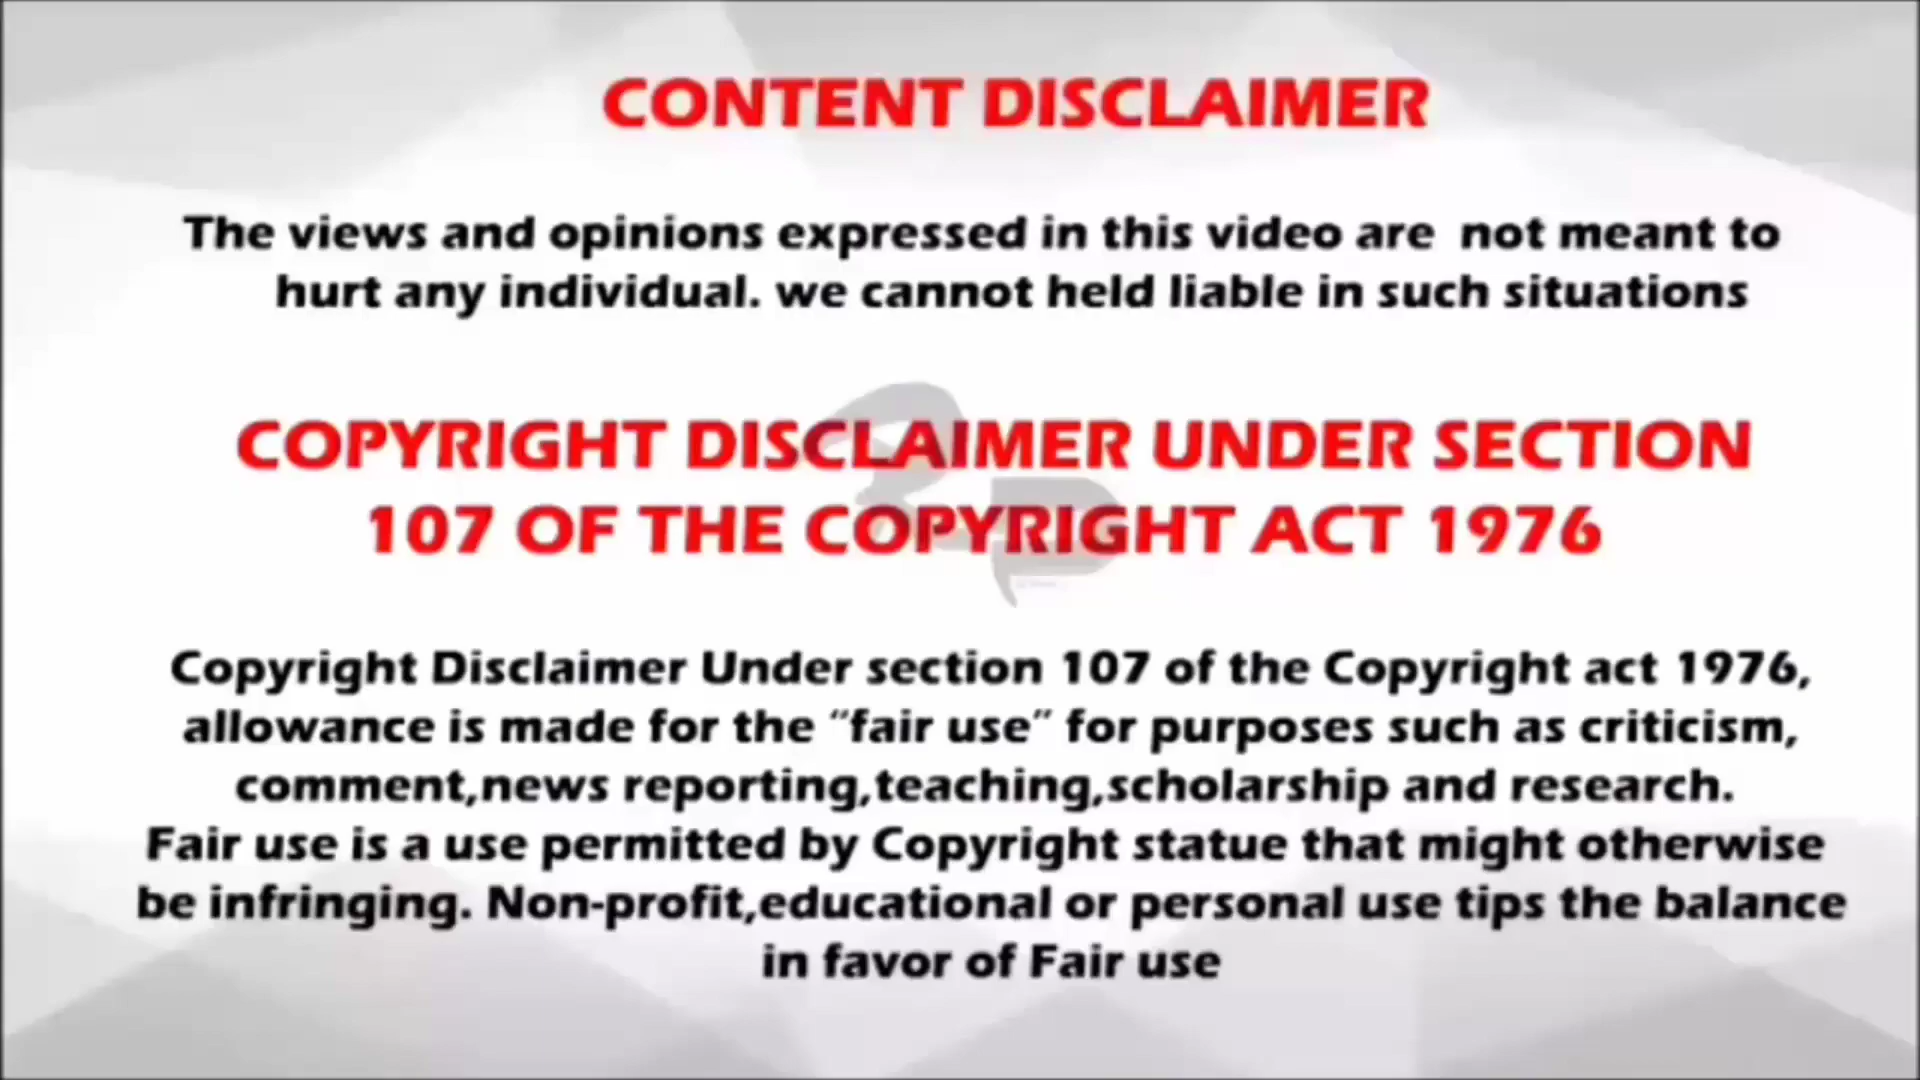 CONTENT DISCLAIMER
The views and opinions expressed in this video are not meant to
hurt any individual. we cannot held liable in such situations
COPYRIGHT DISCLAIMER UNDER SECTION
107 OF THE COPYRIGHT ACT 1976
Copyright Disclaimer Under section 107 of the Copyright act 1976,
allowance is made for the “fair use” for purposes such as criticism,
comment,news reporting,teaching,scholarship and research.
Fair use is a use permitted by Copyright statue that might otherwise
be infringing. Non-profit,educational or personal use tips the balance
in favor of Fair use